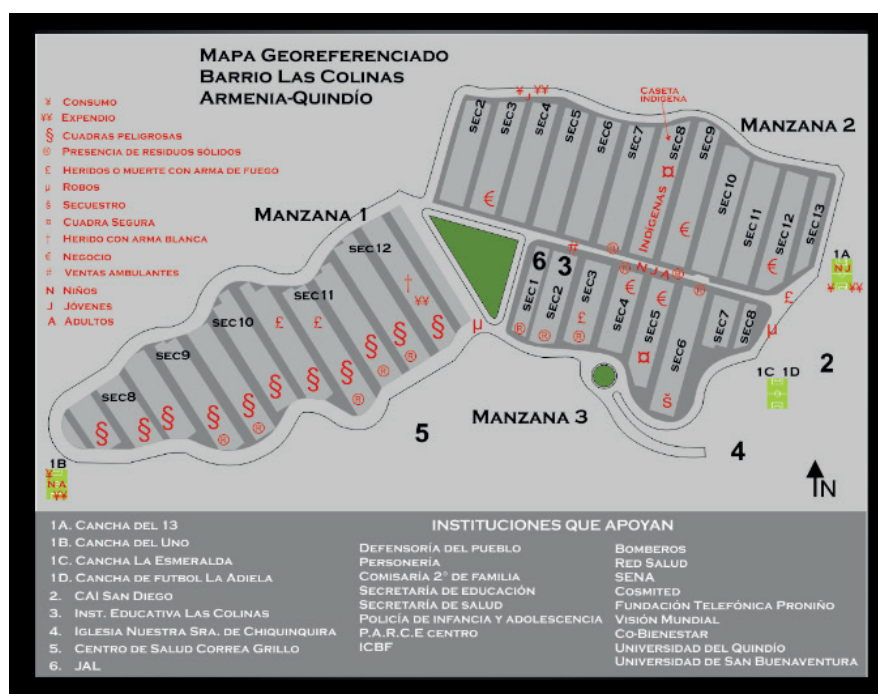 MAPA GEOREFERENCIADO
BARRIO LAS COLINAS
ARMENIA-QUINDÍO
¥ CONSUMO
¥¥ EXPENDIO
§ CUADRAS PELIGROSAS
® PRESENCIA DE RESIDUOS SÓLIDOS
£ HERIDOS O MUERTE CON ARMA DE FUEGO
µ ROBOS
§ SECUESTRO
¤ CUADRA SEGURA
† HERIDO CON ARMA BLANCA
€ NEGOCIO
# VENTAS AMBULANTES
N NIÑOS
J JÓVENES
A ADULTOS
CASETA
INDIGENA
MANZANA 2
SEC2
SEC3
SEC4
SEC5
SEC6
SEC7
SEC8
SEC9
SEC10
SEC11
SEC12
SEC13
INDÍGENAS
¥, ¥¥
€
¤
€
€
#
®
MANZANA 1
SEC12
SEC11
SEC10
SEC9
SEC8
†
¥¥
£ £
§ § § § § § § § § §
® ® ® ® ®
µ
6
3
® N J A ®
®
SEC1
SEC2
SEC3
SEC4
SEC5
SEC6
SEC7
SEC8
€ €
£
® ® ®
¤
Š
£
µ
MANZANA 3
1A
N J
¥ ¥¥
2
1C 1D
4
5
1B
¥
N A
¥¥
N
1A. CANCHA DEL 13
1B. CANCHA DEL UNO
1C. CANCHA LA ESMERALDA
1D. CANCHA DE FUTBOL LA ADIELA
2. CAI SAN DIEGO
3. INST. EDUCATIVA LAS COLINAS
4. IGLESIA NUESTRA SRA. DE CHIQUINQUIRA
5. CENTRO DE SALUD CORREA GRILLO
6. JAL
INSTITUCIONES QUE APOYAN
DEFENSORÍA DEL PUEBLO
PERSONERÍA
COMISARÍA 2° DE FAMILIA
SECRETARÍA DE EDUCACIÓN
SECRETARÍA DE SALUD
POLICÍA DE INFANCIA Y ADOLESCENCIA
P.A.R.C.E CENTRO
ICBF
BOMBEROS
RED SALUD
SENA
COSMITED
FUNDACIÓN TELEFÓNICA PRONIÑO
VISIÓN MUNDIAL
CO-BIENESTAR
UNIVERSIDAD DEL QUINDÍO
UNIVERSIDAD DE SAN BUENAVENTURA